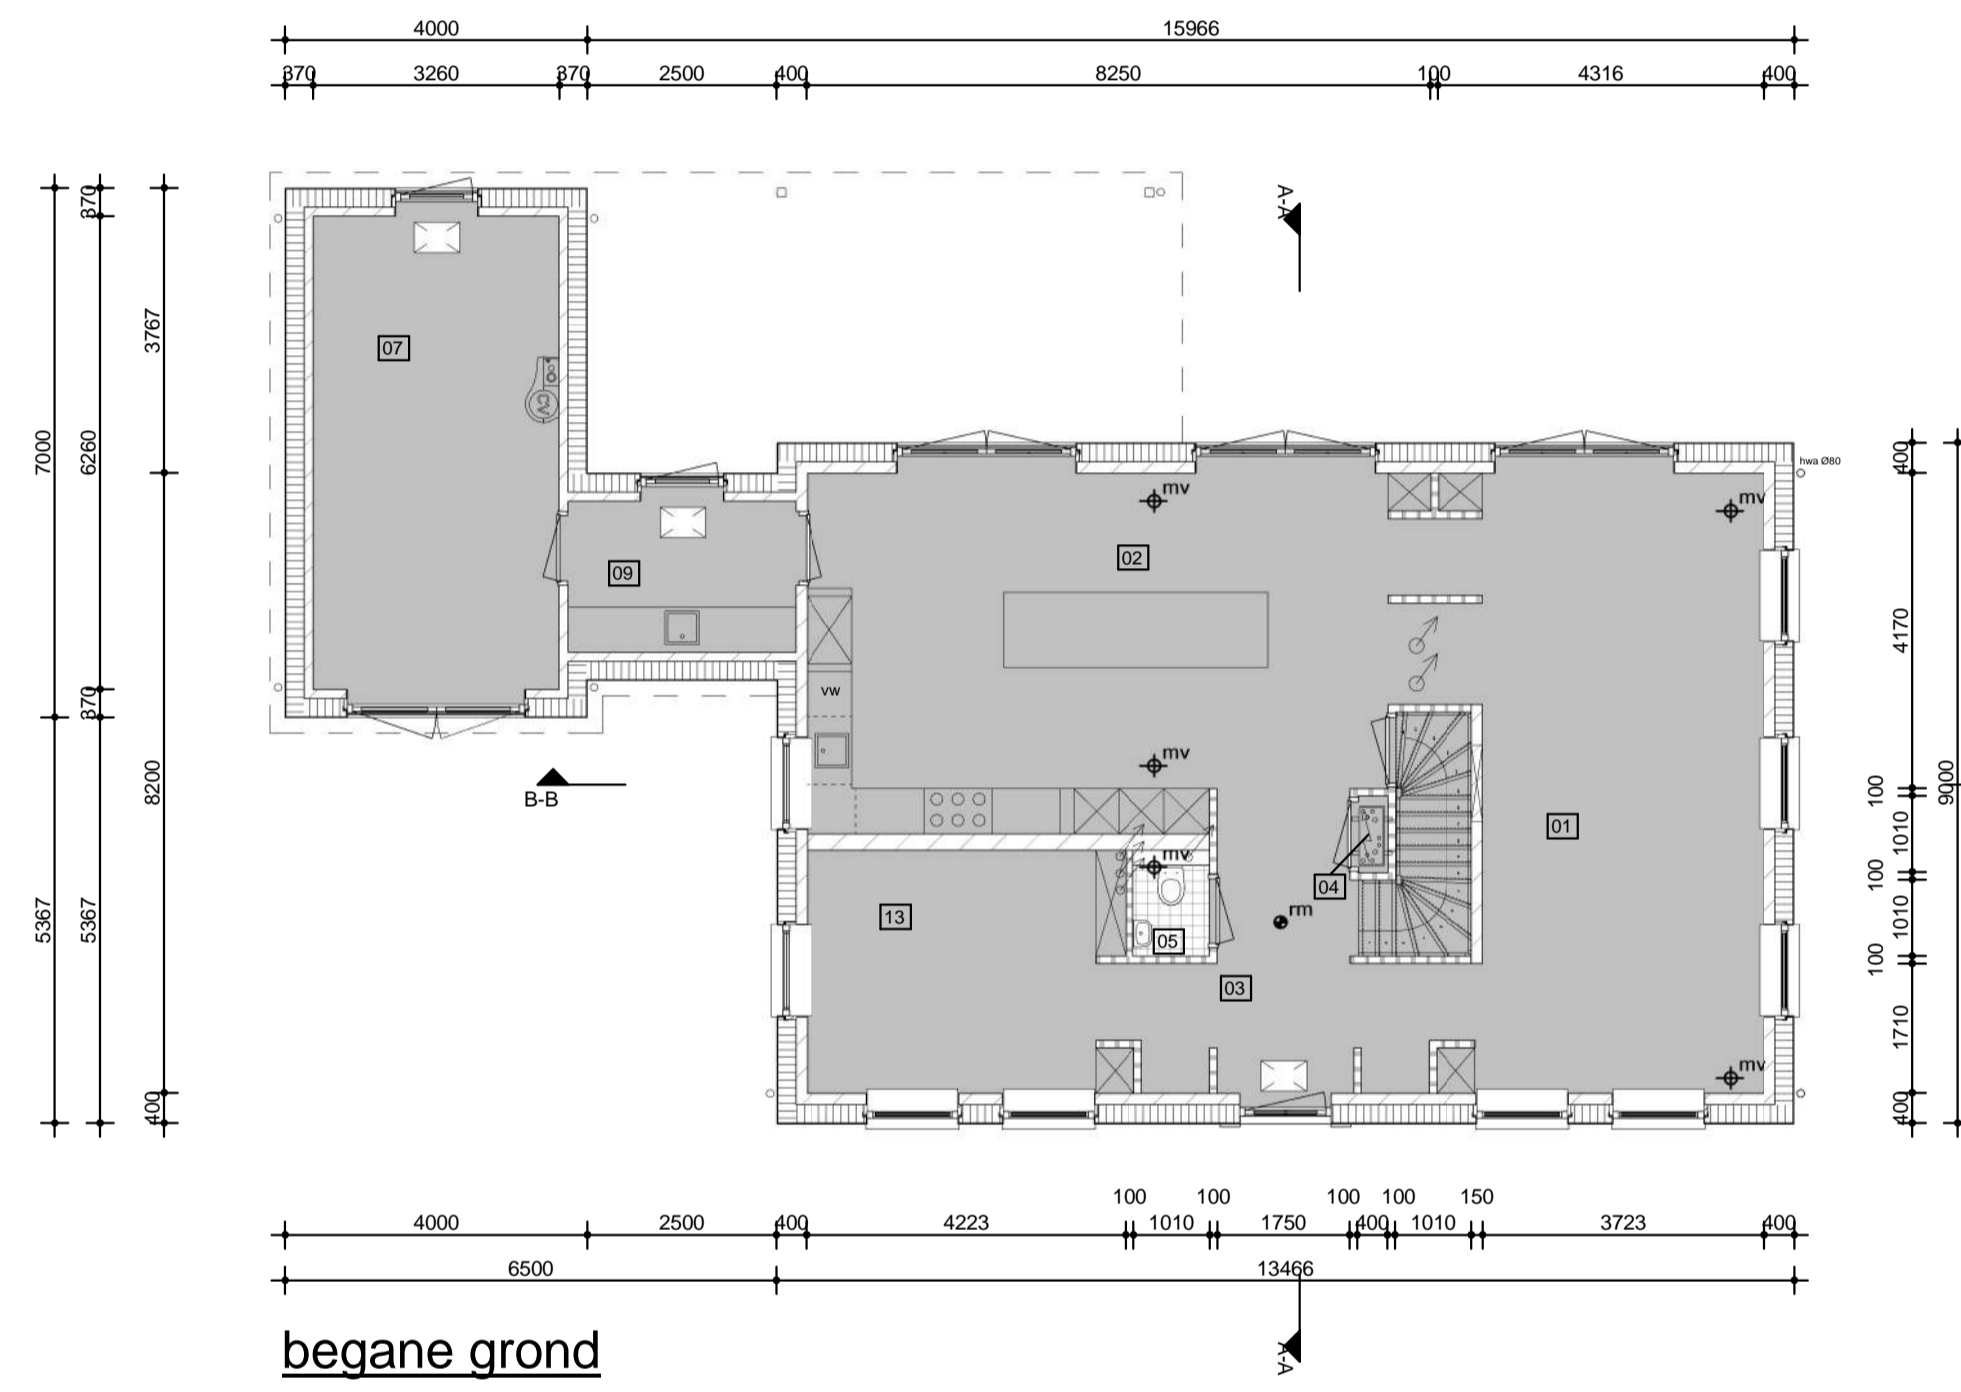 4000 15966
370 3260 370 2500 400 8250 100 4316 400
A-A
370
3767
7000
6260
370
8200
5367
5367
400
07
CV
09
02
mv
mv
hwa Ø80
vw
mv
B-B
01
mv
04
13
05
rm
03
mv
400
4170
100
1010
100
1010
100
1710
400
9000
100 100 100 100 150
4000 2500 400 4223 1010 1750 400 1010 3723 400
6500 13466
A-A
begane grond